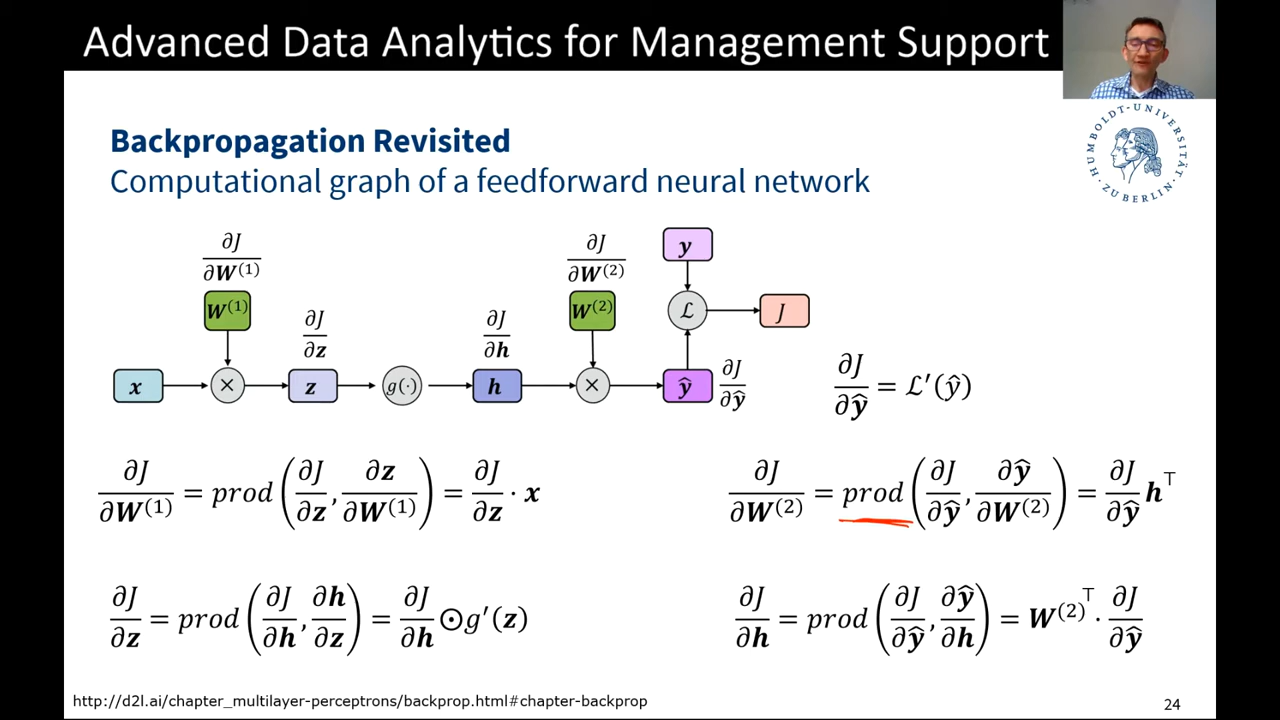 Advanced Data Analytics for Management Support
Backpropagation Revisited
Computational graph of a feedforward neural network
HUMBOLDT-UNIVERSITÄT ZU BERLIN
∂J/∂W⁽¹⁾
∂J/∂W⁽²⁾
y
W⁽¹⁾
∂J/∂z
∂J/∂h
W⁽²⁾
ℒ
J
x
×
z
g(·)
h
×
ŷ
∂J/∂ŷ
∂J/∂ŷ = ℒ′(ŷ)
∂J/∂W⁽¹⁾ = prod(∂J/∂z, ∂z/∂W⁽¹⁾) = ∂J/∂z · x
∂J/∂W⁽²⁾ = prod(∂J/∂ŷ, ∂ŷ/∂W⁽²⁾) = ∂J/∂ŷ h⊤
∂J/∂z = prod(∂J/∂h, ∂h/∂z) = ∂J/∂h ⊙ g′(z)
∂J/∂h = prod(∂J/∂ŷ, ∂ŷ/∂h) = W⁽²⁾⊤ · ∂J/∂ŷ
http://d2l.ai/chapter_multilayer-perceptrons/backprop.html#chapter-backprop
24